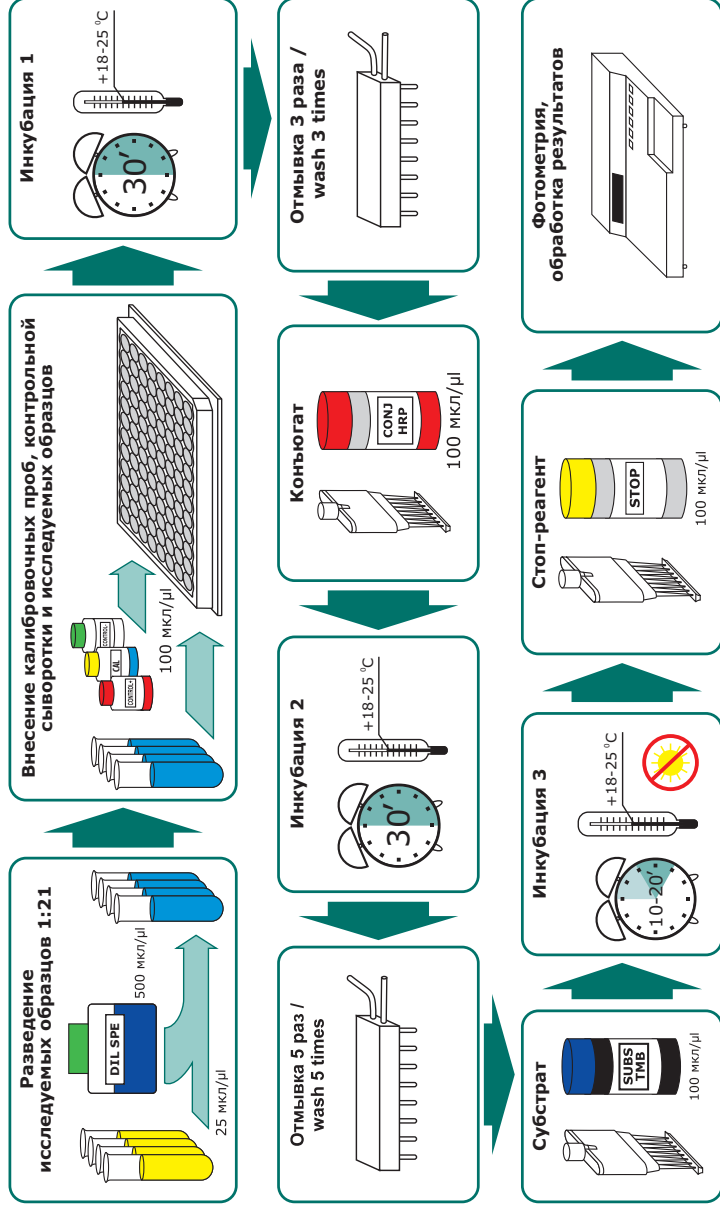 Разведение
исследуемых образцов 1:21
DIL SPE
500 мкл/µl
25 мкл/µl
Внесение калибровочных проб, контрольной
сыворотки и исследуемых образцов
CONTROL+
CAL
CONTROL-
100 мкл/µl
Инкубация 1
30'
+18-25 °C
Отмывка 3 раза /
wash 3 times
Конъюгат
CONJ
HRP
100 мкл/µl
Инкубация 2
30'
+18-25 °C
Отмывка 5 раз /
wash 5 times
Субстрат
SUBS
TMB
100 мкл/µl
Инкубация 3
10-20'
+18-25 °C
Стоп-реагент
STOP
100 мкл/µl
Фотометрия,
обработка результатов